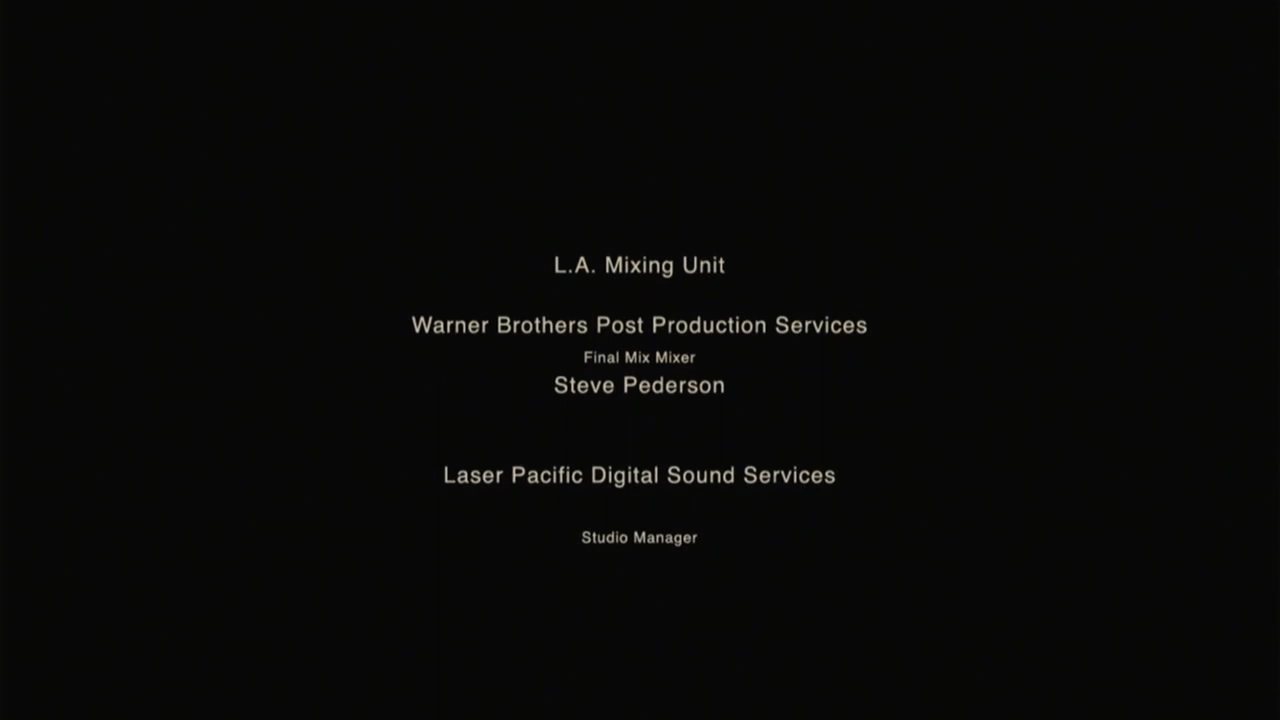 L.A. Mixing Unit
Warner Brothers Post Production Services
Final Mix Mixer
Steve Pederson
Laser Pacific Digital Sound Services
Studio Manager